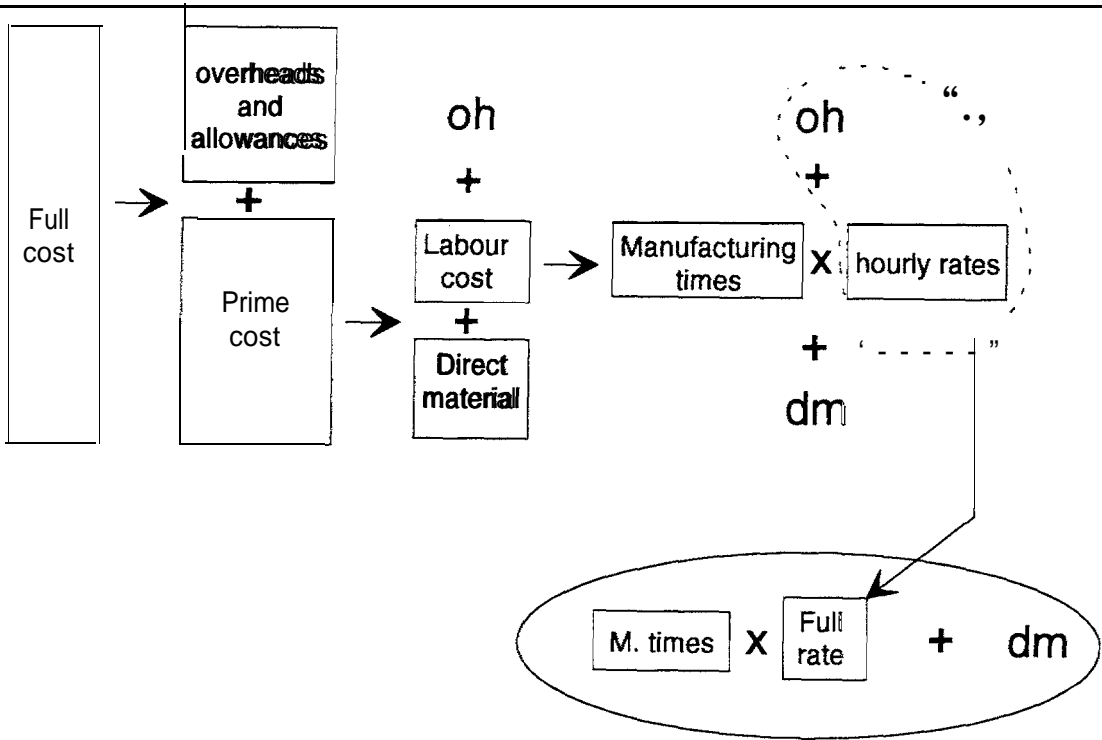 Full
cost
overheads
and
allowances
+
Prime
cost
oh
+
Labour
cost
+
Direct
material
oh
+
Manufacturing
times
x
hourly rates
+
dm
M. times
x
Full
rate
+
dm